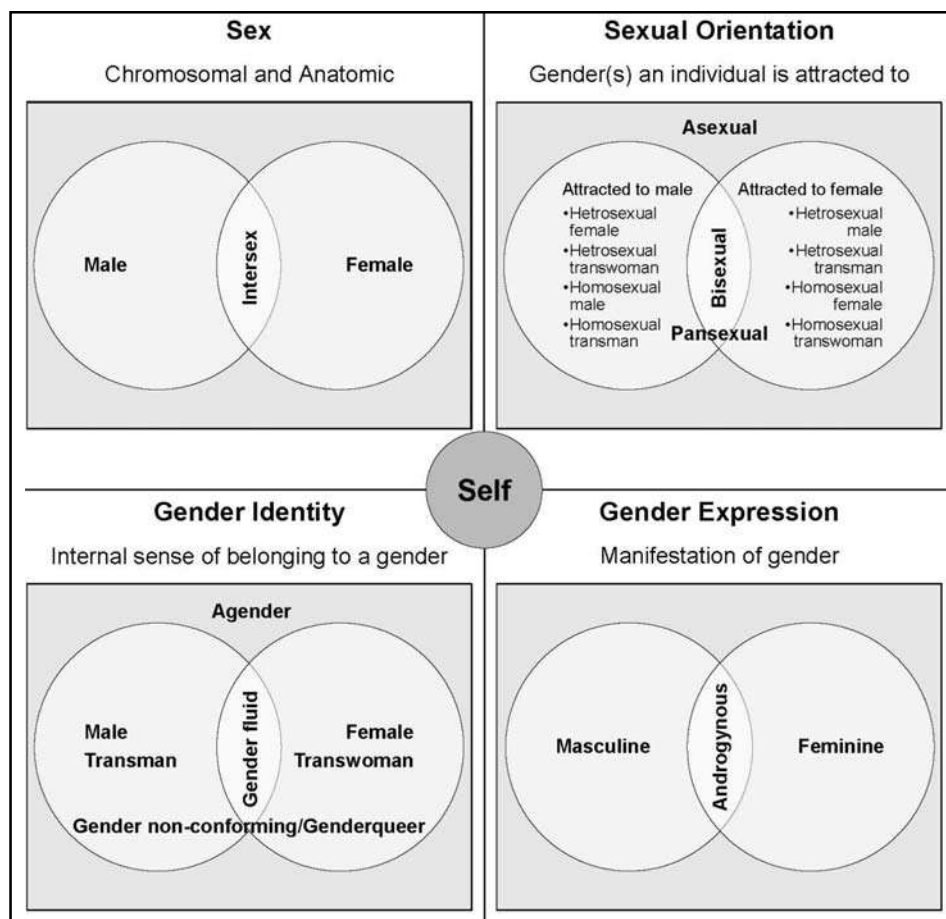 Sex
Chromosomal and Anatomic
Male
Intersex
Female
Sexual Orientation
Gender(s) an individual is attracted to
Asexual
Attracted to male
•Hetrosexual
female
•Hetrosexual
transwoman
•Homosexual
male
•Homosexual
transman
Bisexual
Pansexual
Attracted to female
•Hetrosexual
male
•Hetrosexual
transman
•Homosexual
female
•Homosexual
transwoman
Self
Gender Identity
Internal sense of belonging to a gender
Agender
Male
Transman
Gender fluid
Female
Transwoman
Gender non-conforming/Genderqueer
Gender Expression
Manifestation of gender
Masculine
Androgynous
Feminine